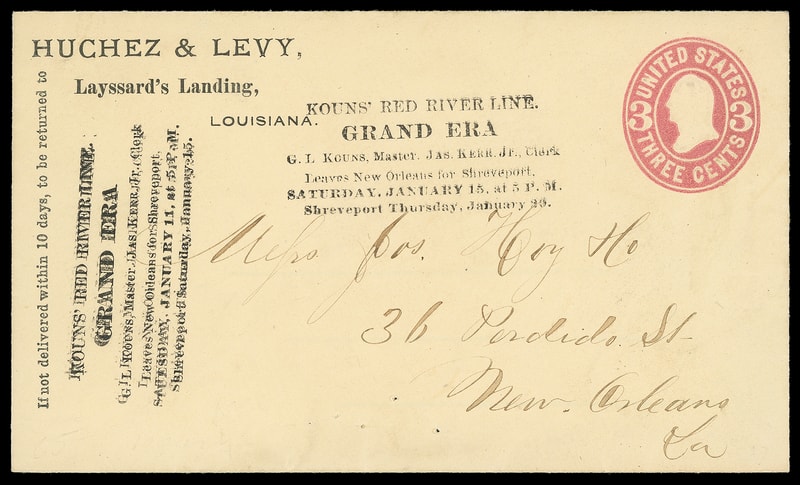 HUCHEZ & LEVY,
Layssard's Landing,
LOUISIANA.
If not delivered within 10 days, to be returned to
KOUNS' RED RIVER LINE.
GRAND ERA
G. L KOUNS, Master. JAS. KERR, Jr., Clerk
Leaves New Orleans for Shreveport,
SATURDAY, JANUARY 15, at 5 P. M.
Shreveport Thursday, January 20.
KOUNS' RED RIVER LINE.
GRAND ERA
G. L KOUNS, Master. JAS. KERR, Jr., Clerk
Leaves New Orleans for Shreveport,
JANUARY 11, at 5 P. M.
Shreveport Saturday, January 15.
UNITED STATES
3 3
THREE CENTS
Messrs Jos. Hoy & Co
36 Perdido. St
New. Orleans
La